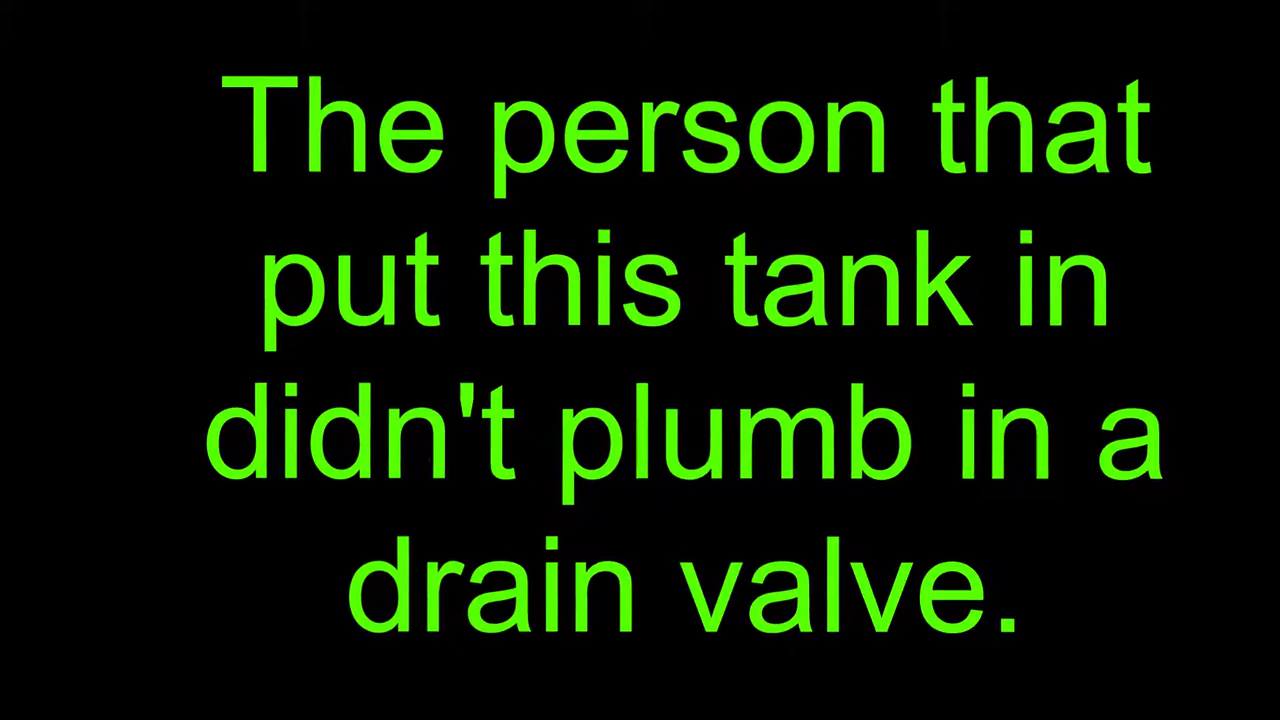 The person that
put this tank in
didn't plumb in a
drain valve.